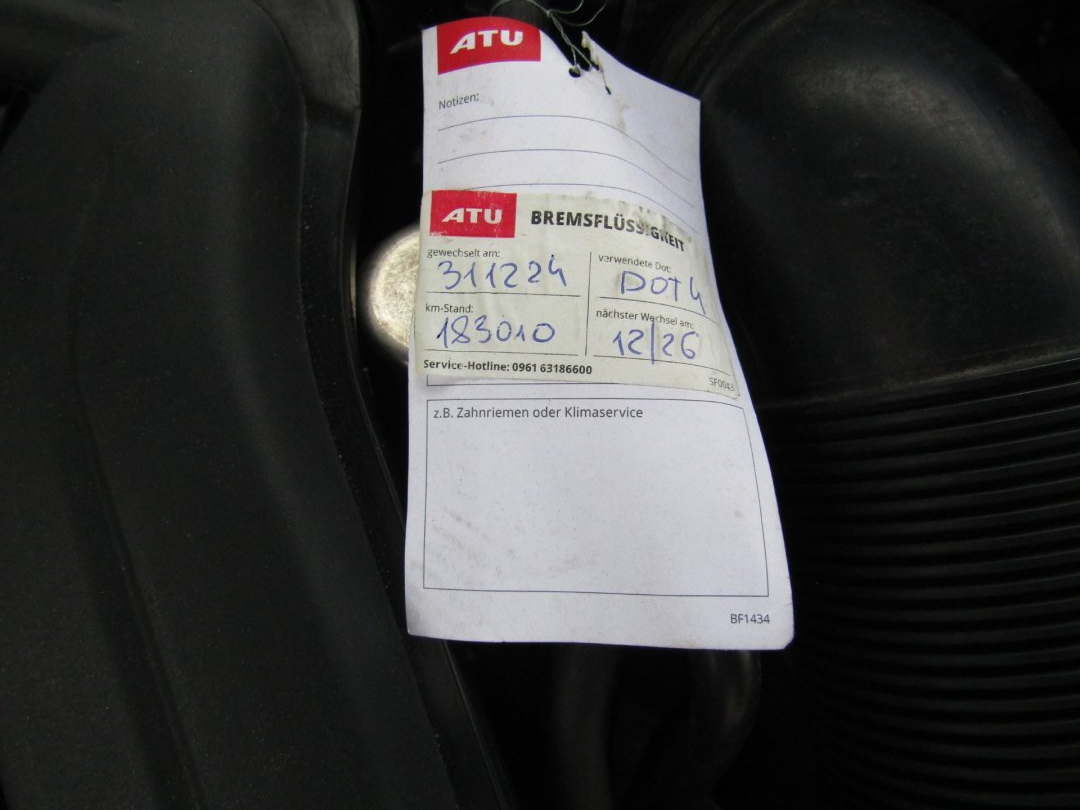 ATU
Notizen:
ATU BREMSFLÜSSIGKEIT
gewechselt am: verwendete Dot:
311224 DOT4
km-Stand: nächster Wechsel am:
183010 12/26
Service-Hotline: 0961 63186600
SF0043
z.B. Zahnriemen oder Klimaservice
BF1434